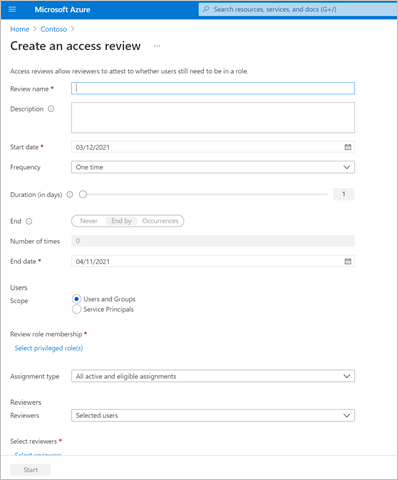 Microsoft Azure
Search resources, services, and docs (G+/)
Home > Contoso >
Create an access review ...
Access reviews allow reviewers to attest to whether users still need to be in a role.
Review name *
Description
Start date * 03/12/2021
Frequency One time
Duration (in days) 1
End Never End by Occurrences
Number of times 0
End date * 04/11/2021
Users
Scope Users and Groups
Service Principals
Review role membership *
Select privileged role(s)
Assignment type All active and eligible assignments
Reviewers
Reviewers Selected users
Select reviewers *
Select reviewers
Start